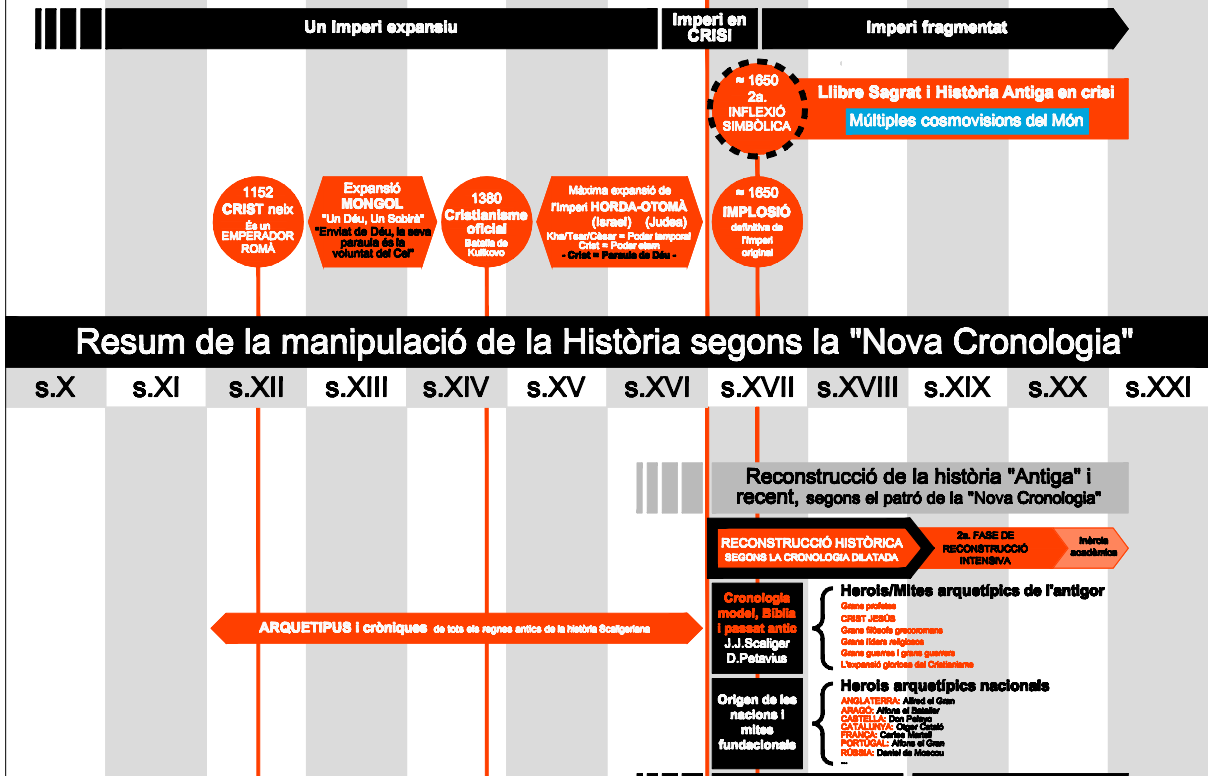 Un Imperi expansiu
Imperi en
CRISI
Imperi fragmentat
≈ 1650
2a.
INFLEXIÓ
SIMBÒLICA
Llibre Sagrat i Història Antiga en crisi
Múltiples cosmovisions del Món
1152
CRIST neix
És un
EMPERADOR
ROMÀ
Expansió
MONGOL
"Un Déu, Un Sobirà"
"Enviat de Déu, la seva
paraula és la
voluntat del Cel"
1380
Cristianisme
oficial
Batalla de
Kulikovo
Màxima expansió de
l'Imperi HORDA-OTOMÀ
(Israel) (Judea)
Kha/Tsar/Cèsar = Poder temporal
Crist = Poder etern
- Crist = Paraula de Déu -
≈ 1650
IMPLOSIÓ
definitiva de
l'Imperi
original
Resum de la manipulació de la Història segons la "Nova Cronologia"
s.X s.XI s.XII s.XIII s.XIV s.XV s.XVI s.XVII s.XVIII s.XIX s.XX s.XXI
Reconstrucció de la història "Antiga" i
recent, segons el patró de la "Nova Cronologia"
RECONSTRUCCIÓ HISTÒRICA
SEGONS LA CRONOLOGIA DILATADA
2a. FASE DE
RECONSTRUCCIÓ
INTENSIVA
Inèrcia
acadèmica
ARQUETIPUS i cròniques de tots els regnes antics de la història Scaligeriana
Cronologia
model, Bíblia
i passat antic
J.J.Scaliger
D.Petavius
Herois/Mites arquetípics de l'antigor
Grans profetes
CRIST JESÚS
Grans filòsofs grecoromans
Grans líders religiosos
Grans guerres i grans guerrers
L'expansió gloriosa del Cristianisme
Origen de les
nacions i
mites
fundacionals
Herois arquetípics nacionals
ANGLATERRA: Alfred el Gran
ARAGÓ: Alfons el Bataller
CASTELLA: Don Pelayo
CATALUNYA: Otger Cataló
FRANÇA: Carles Martell
PORTUGAL: Alfons el Gran
RÚSSIA: Daniel de Moscou
...